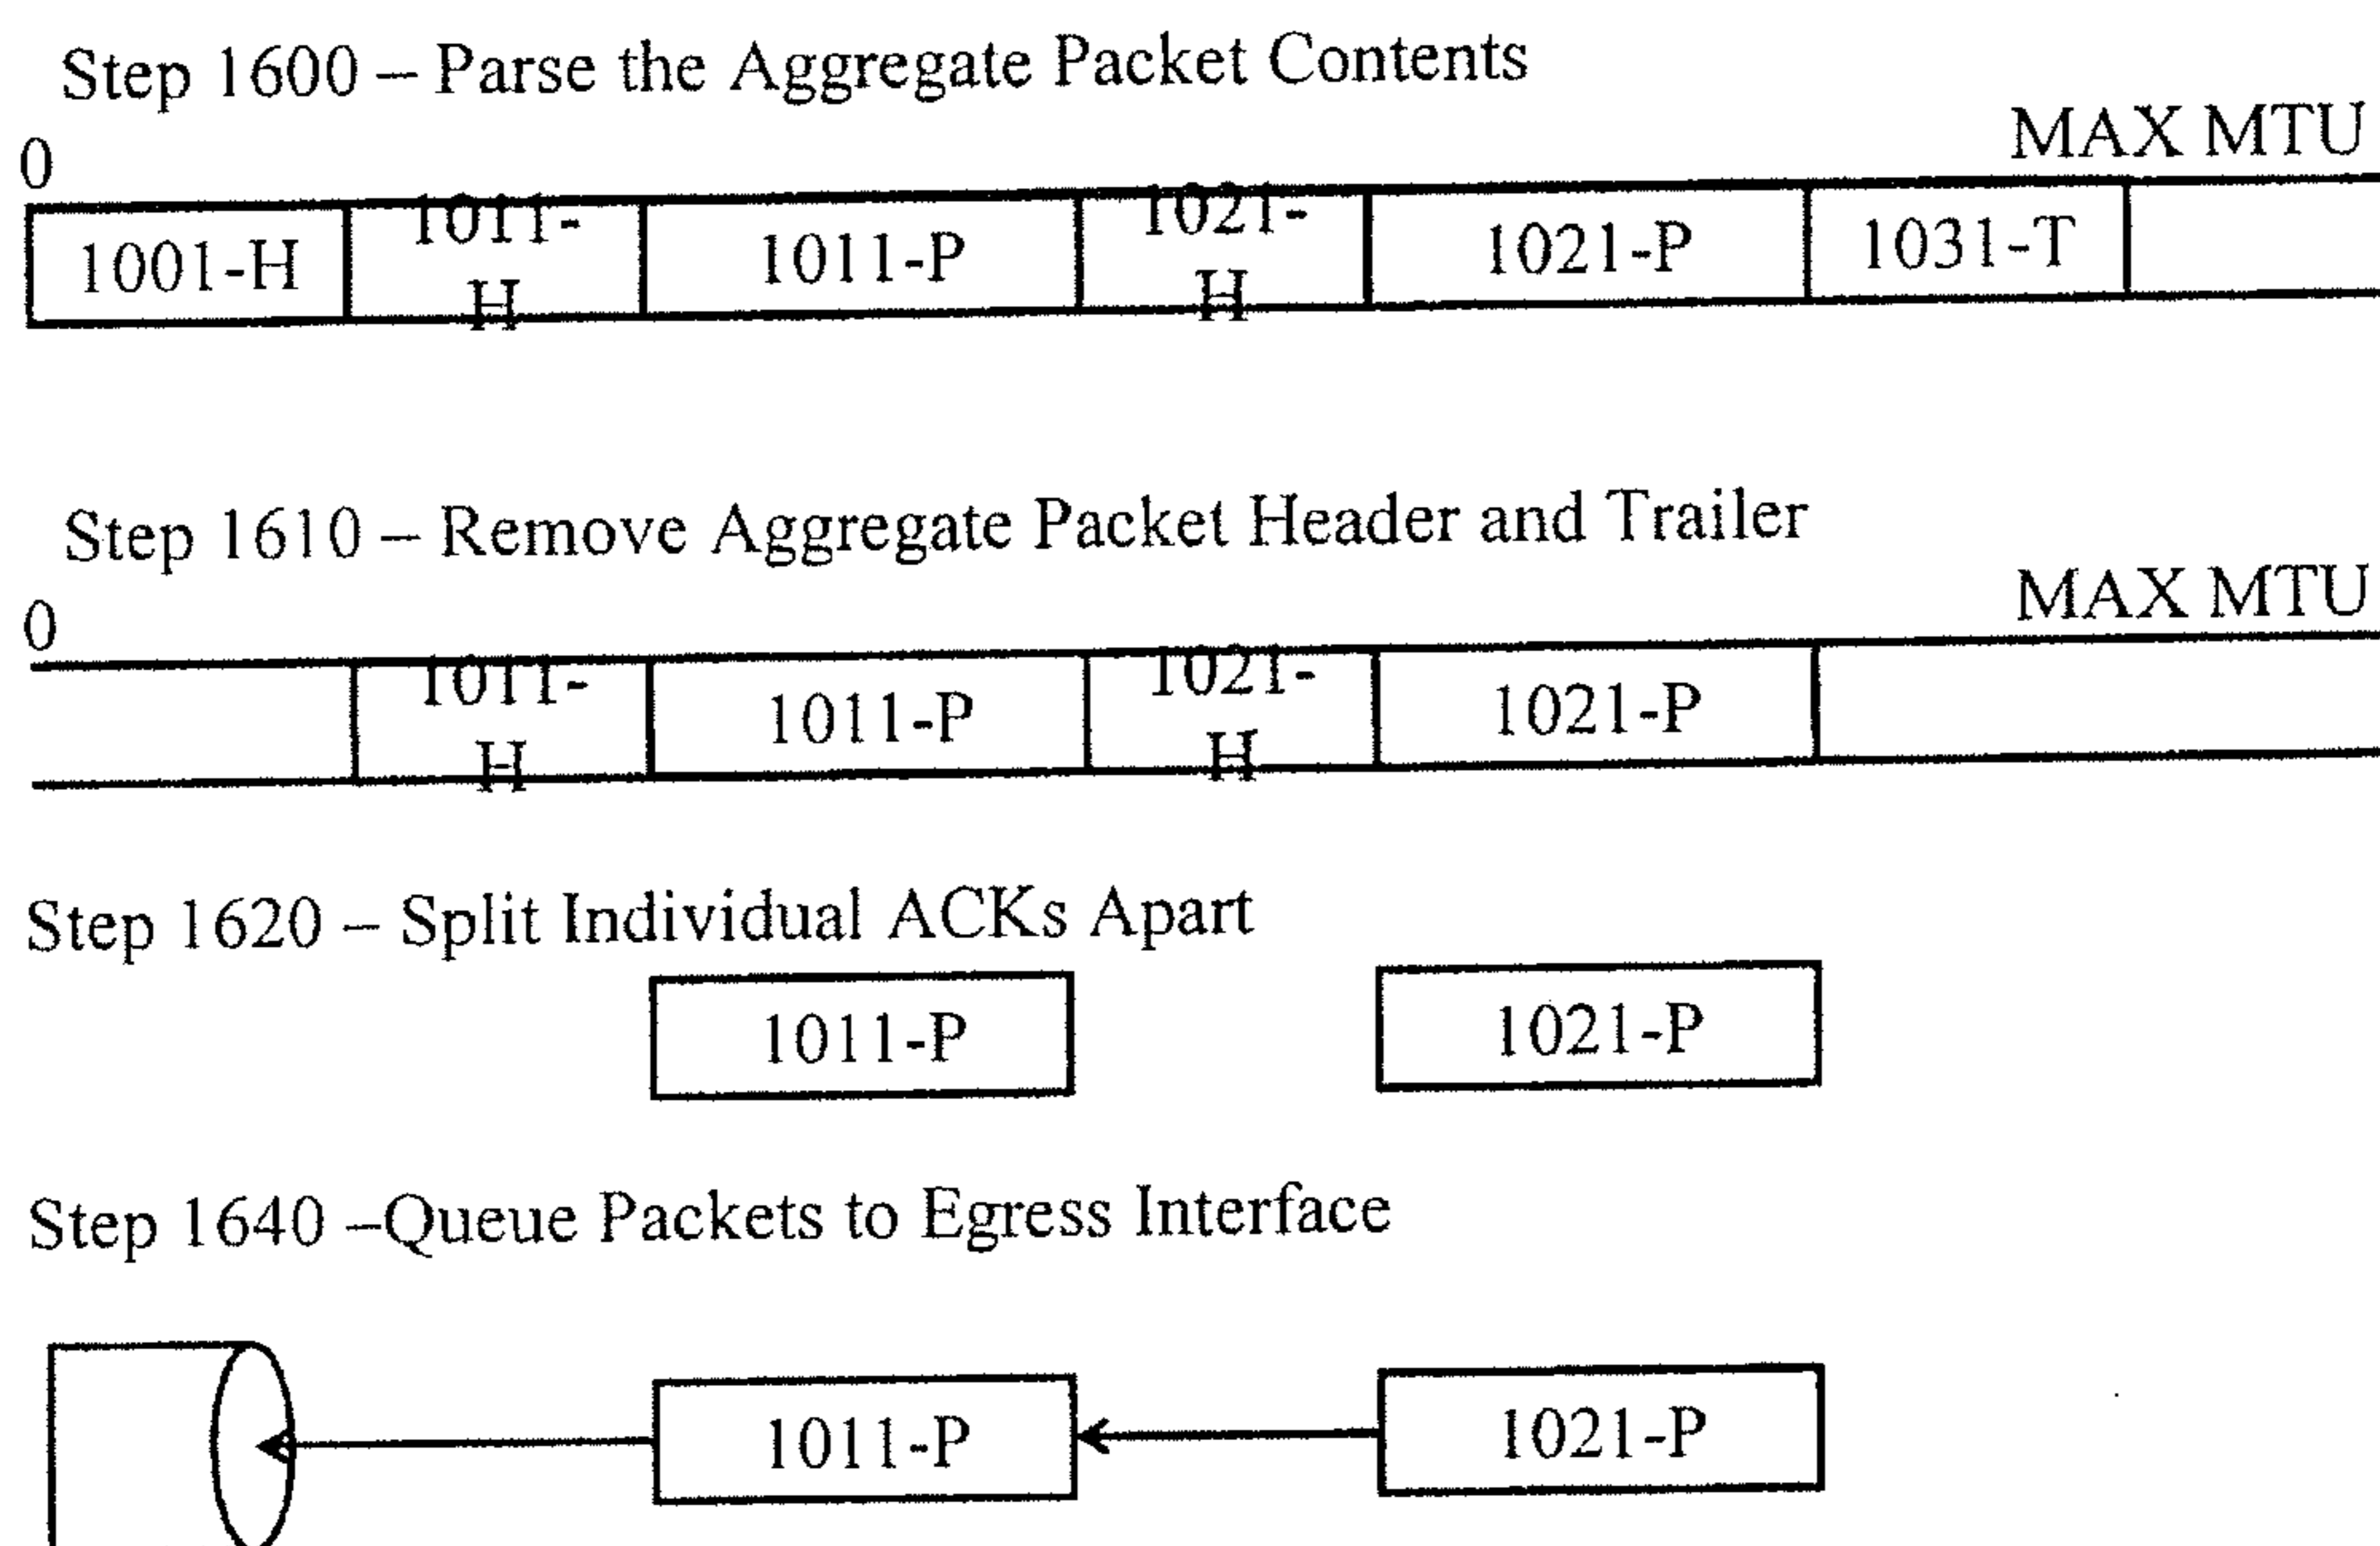 Step 1600 – Parse the Aggregate Packet Contents
0
MAX MTU
1001-H
1011-
H
1011-P
1021-
H
1021-P
1031-T
Step 1610 – Remove Aggregate Packet Header and Trailer
0
MAX MTU
1011-
H
1011-P
1021-
H
1021-P
Step 1620 – Split Individual ACKs Apart
1011-P
1021-P
Step 1640 –Queue Packets to Egress Interface
1011-P
1021-P